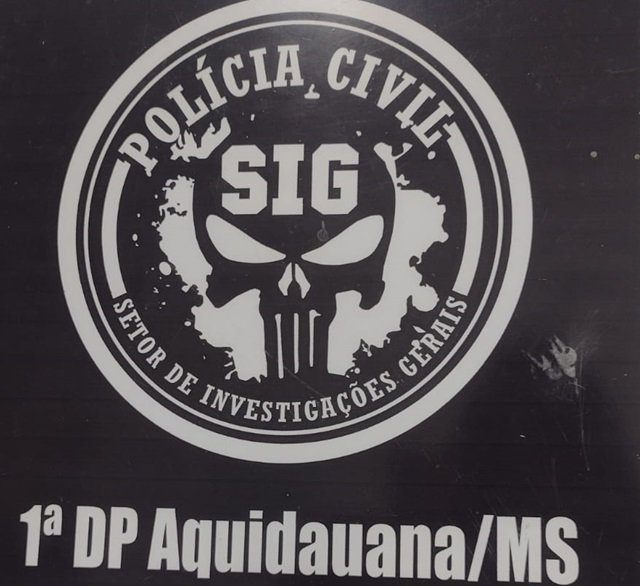 POLÍCIA CIVIL
SIG
SETOR DE INVESTIGAÇÕES GERAIS
1ª DP Aquidauana/MS